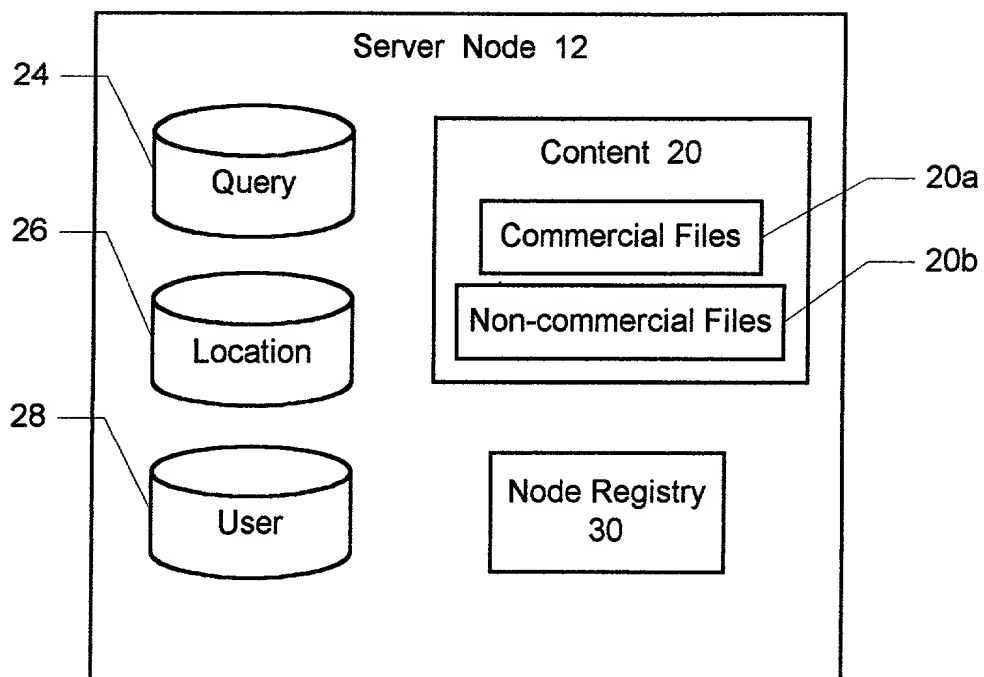 Server Node 12
24
Query
26
Location
28
User
Content 20
Commercial Files
20a
Non-commercial Files
20b
Node Registry
30